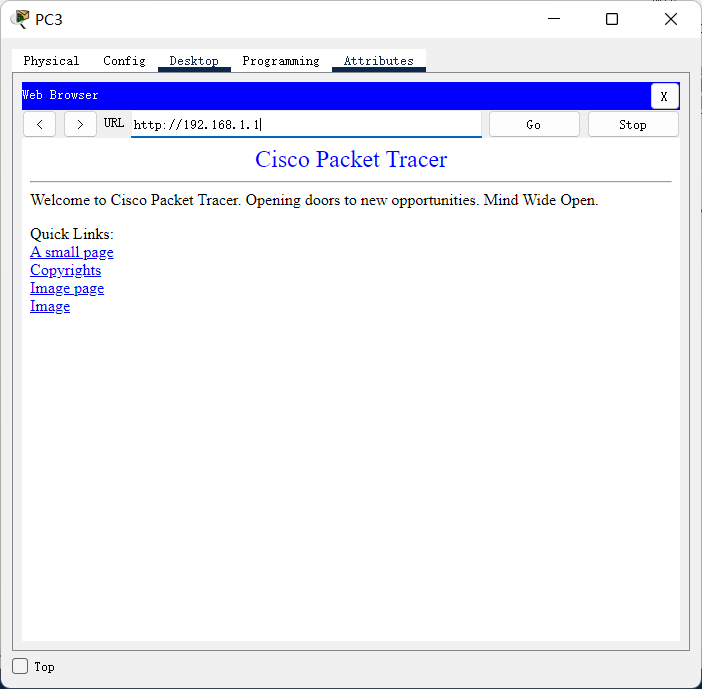 PC3
Physical Config Desktop Programming Attributes
Web Browser X
< > URL http://192.168.1.1 Go Stop
Cisco Packet Tracer
Welcome to Cisco Packet Tracer. Opening doors to new opportunities. Mind Wide Open.
Quick Links:
A small page
Copyrights
Image page
Image
Top